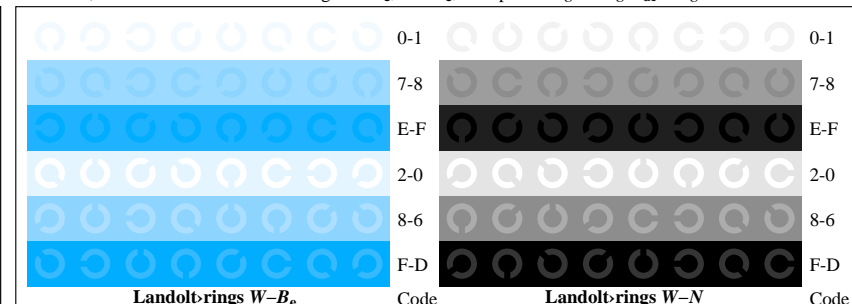 0-1 0-1
7-8 7-8
E-F E-F
2-0 2-0
8-6 8-6
F-D F-D
Landolt›rings W–Be Code Landolt›rings W–N Code